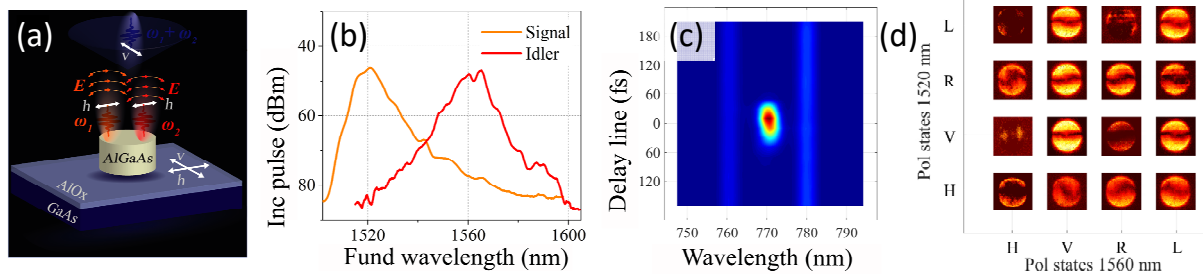 (a)
ω₁+ω₂
v
E
E
h
h
ω₁
ω₂
AlGaAs
v
h
AlOx
GaAs
(b)
Signal
Idler
40
60
80
Inc pulse (dBm)
1520
1560
1600
Fund wavelength (nm)
(c)
180
120
60
0
60
120
180
Delay line (fs)
750
760
770
780
790
Wavelength (nm)
(d)
L
R
V
H
Pol states 1520 nm
H
V
R
L
Pol states 1560 nm